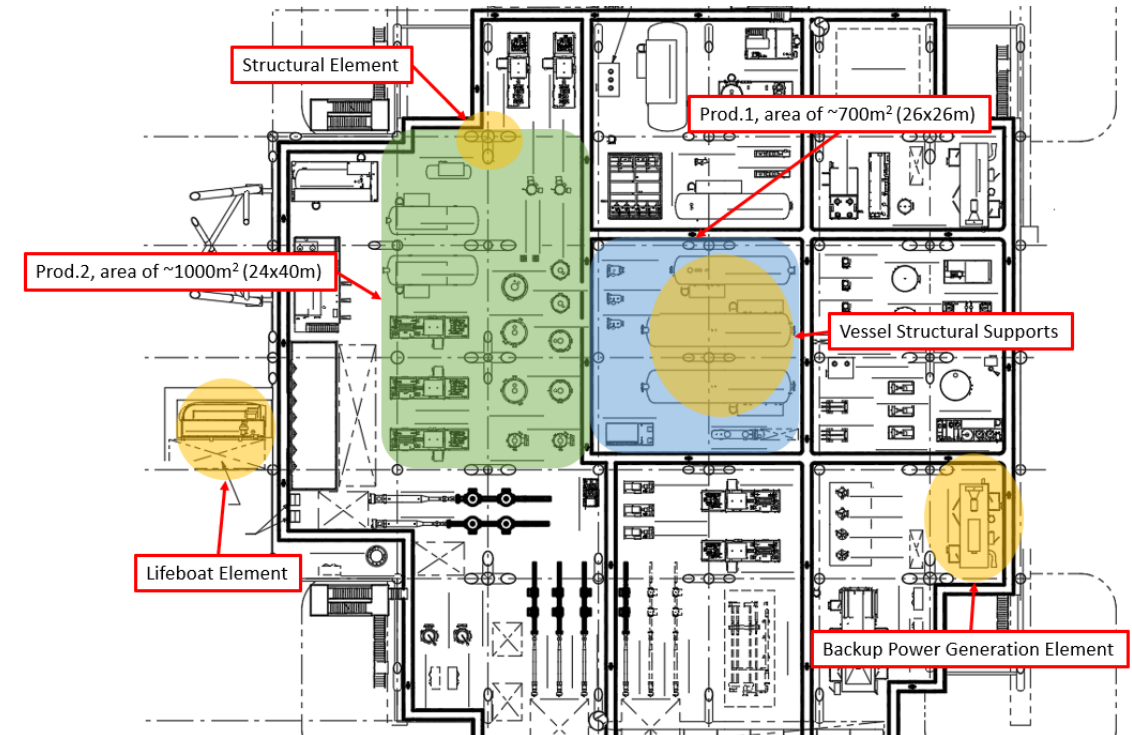 Structural Element
Prod.1, area of ~700m² (26x26m)
Prod.2, area of ~1000m² (24x40m)
Vessel Structural Supports
Lifeboat Element
Backup Power Generation Element